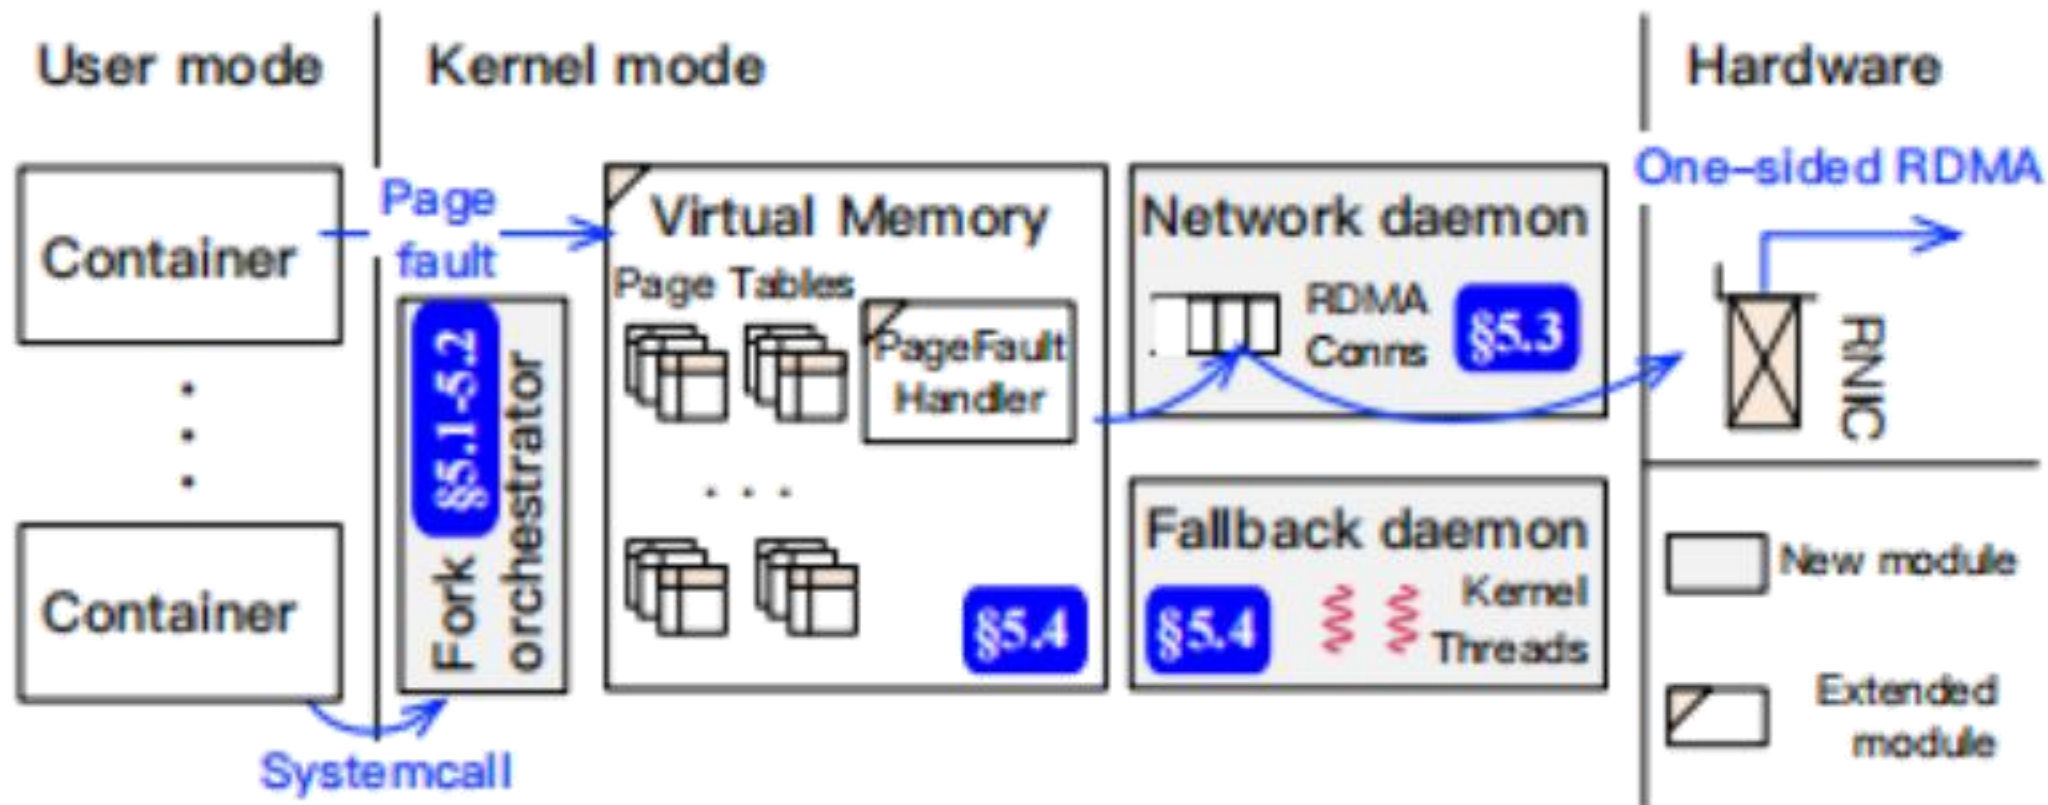 User mode
Kernel mode
Hardware
Container
Page
fault
Container
Systemcall
Fork
orchestrator
§5.1-5.2
Virtual Memory
Page Tables
PageFault
Handler
. . .
§5.4
Network daemon
RDMA
Conns
§5.3
Fallback daemon
§5.4
Kernel
Threads
One-sided RDMA
RNIC
New module
Extended
module